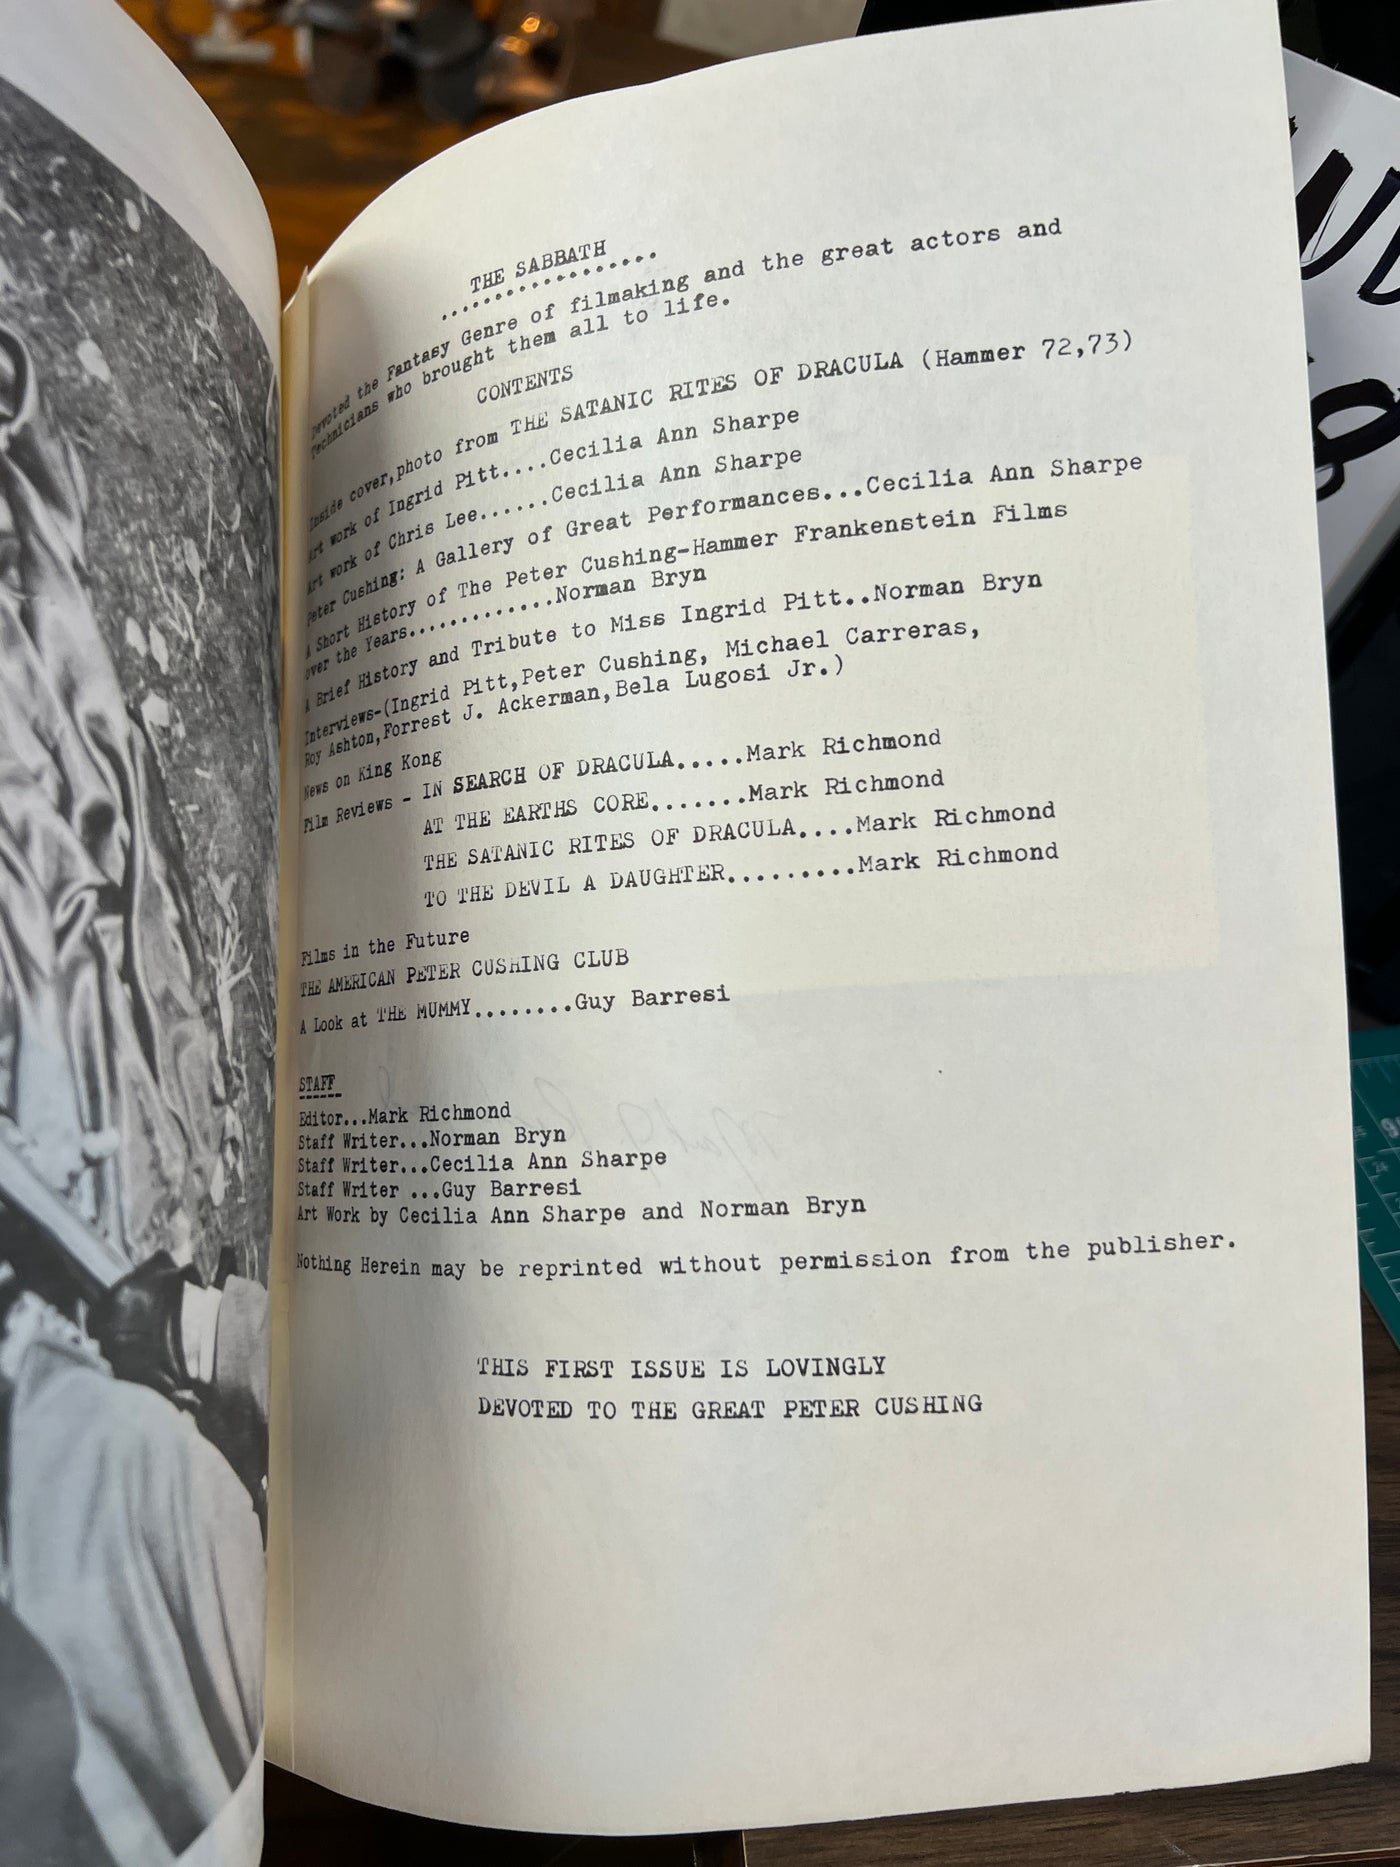 THE SABBATH
................
Devoted the Fantasy Genre of filmaking and the great actors and
Technicians who brought them all to life.
CONTENTS
Inside cover,photo from THE SATANIC RITES OF DRACULA (Hammer 72,73)
Art work of Ingrid Pitt....Cecilia Ann Sharpe
Art work of Chris Lee......Cecilia Ann Sharpe
Peter Cushing: A Gallery of Great Performances...Cecilia Ann Sharpe
A Short History of The Peter Cushing-Hammer Frankenstein Films
over the Years.............Norman Bryn
A Brief History and Tribute to Miss Ingrid Pitt..Norman Bryn
Interviews-(Ingrid Pitt,Peter Cushing, Michael Carreras,
Roy Ashton,Forrest J. Ackerman,Bela Lugosi Jr.)
News on King Kong
Film Reviews - IN SEARCH OF DRACULA.....Mark Richmond
AT THE EARTHS CORE.......Mark Richmond
THE SATANIC RITES OF DRACULA....Mark Richmond
TO THE DEVIL A DAUGHTER.........Mark Richmond
Films in the Future
THE AMERICAN PETER CUSHING CLUB
A Look at THE MUMMY........Guy Barresi
STAFF
Editor...Mark Richmond
Staff Writer...Norman Bryn
Staff Writer...Cecilia Ann Sharpe
Staff Writer ...Guy Barresi
Art Work by Cecilia Ann Sharpe and Norman Bryn
Nothing Herein may be reprinted without permission from the publisher.
THIS FIRST ISSUE IS LOVINGLY
DEVOTED TO THE GREAT PETER CUSHING